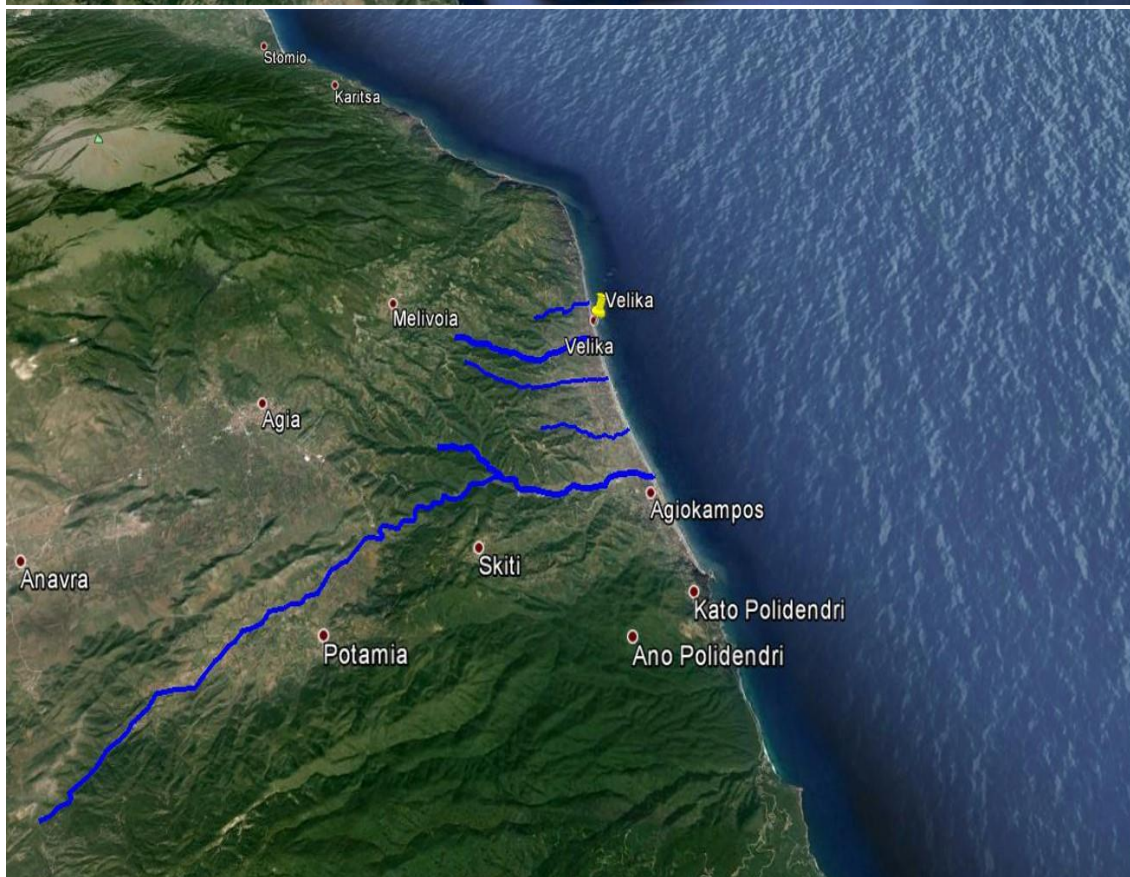 Stomio
Karitsa
Velika
Melivoia
Velika
Agia
Agiokampos
Skiti
Anavra
Kato Polidendri
Potamia
Ano Polidendri